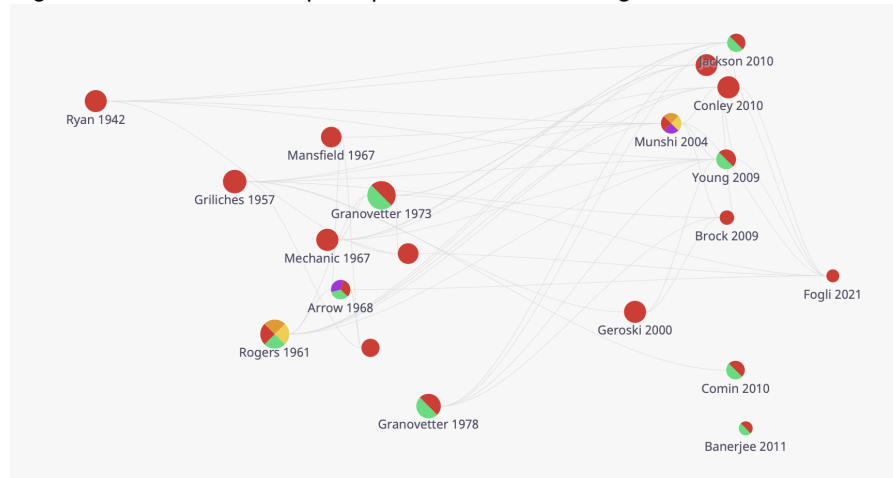 Jackson 2010
Conley 2010
Ryan 1942
Munshi 2004
Mansfield 1967
Young 2009
Griliches 1957
Granovetter 1973
Brock 2009
Mechanic 1967
Fogli 2021
Arrow 1968
Geroski 2000
Rogers 1961
Comin 2010
Granovetter 1978
Banerjee 2011